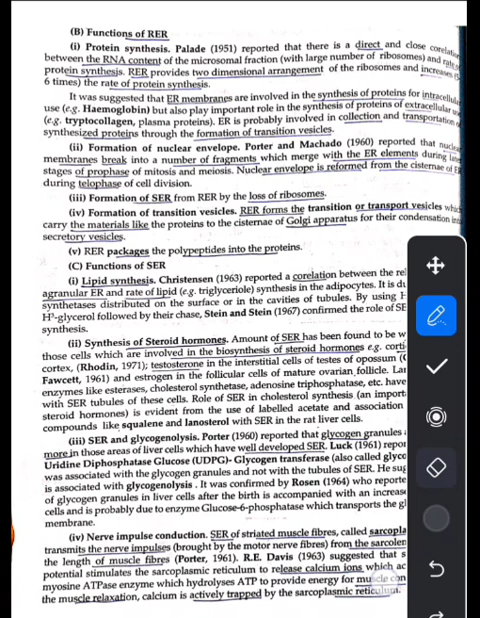 (B) Functions of RER
(i) Protein synthesis. Palade (1951) reported that there is a direct and close
between the RNA content of the microsomal fraction (with large number of ribosomes) and
protein synthesis. RER provides two dimensional arrangement of the ribosomes and increases
6 times) the rate of protein synthesis.
It was suggested that ER membranes are involved in the synthesis of proteins for
use (e.g. Haemoglobin) but also play important role in the synthesis of proteins of extracellular
(e.g. tryptocollagen, plasma proteins). ER is probably involved in collection and transportation
synthesized proteins through the formation of transition vesicles.
(ii) Formation of nuclear envelope. Porter and Machado (1960) reported that
membranes break into a number of fragments which merge with the ER elements during
stages of prophase of mitosis and meiosis. Nuclear envelope is reformed from the cisternae of
during telophase of cell division.
(iii) Formation of SER from RER by the loss of ribosomes.
(iv) Formation of transition vesicles. RER forms the transition or transport vesicles
carry the materials like the proteins to the cisternae of Golgi apparatus for their condensation
secretory vesicles.
(v) RER packages the polypeptides into the proteins.
(C) Functions of SER
(i) Lipid synthesis. Christensen (1963) reported a corelation between the
agranular ER and rate of lipid (e.g. triglyceriole) synthesis in the adipocytes. It is
synthetases distributed on the surface or in the cavities of tubules. By using
H³-glycerol followed by their chase, Stein and Stein (1967) confirmed the role of
synthesis.
(ii) Synthesis of Steroid hormones. Amount of SER has been found to be
those cells which are involved in the biosynthesis of steroid hormones e.g.
cortex, (Rhodin, 1971); testosterone in the interstitial cells of testes of opossum
Fawcett, 1961) and estrogen in the follicular cells of mature ovarian follicle.
enzymes like esterases, cholesterol synthetase, adenosine triphosphatase, etc. have
with SER tubules of these cells. Role of SER in cholesterol synthesis (an
steroid hormones) is evident from the use of labelled acetate and association
compounds like squalene and lanosterol with SER in the rat liver cells.
(iii) SER and glycogenolysis. Porter (1960) reported that glycogen granules
more in those areas of liver cells which have well developed SER. Luck (1961)
Uridine Diphosphatase Glucose (UDPG)- Glycogen transferase (also called
was associated with the glycogen granules and not with the tubules of SER. He
is associated with glycogenolysis. It was confirmed by Rosen (1964) who
of glycogen granules in liver cells after the birth is accompanied with an
cells and is probably due to enzyme Glucose-6-phosphatase which transports the
membrane.
(iv) Nerve impulse conduction. SER of striated muscle fibres, called
transmits the nerve impulses (brought by the motor nerve fibres) from the
the length of muscle fibres (Porter, 1961). R.E. Davis (1963) suggested that
potential stimulates the sarcoplasmic reticulum to release calcium ions which
myosine ATPase enzyme which hydrolyses ATP to provide energy for muscle
the muscle relaxation, calcium is actively trapped by the sarcoplasmic reticulum.